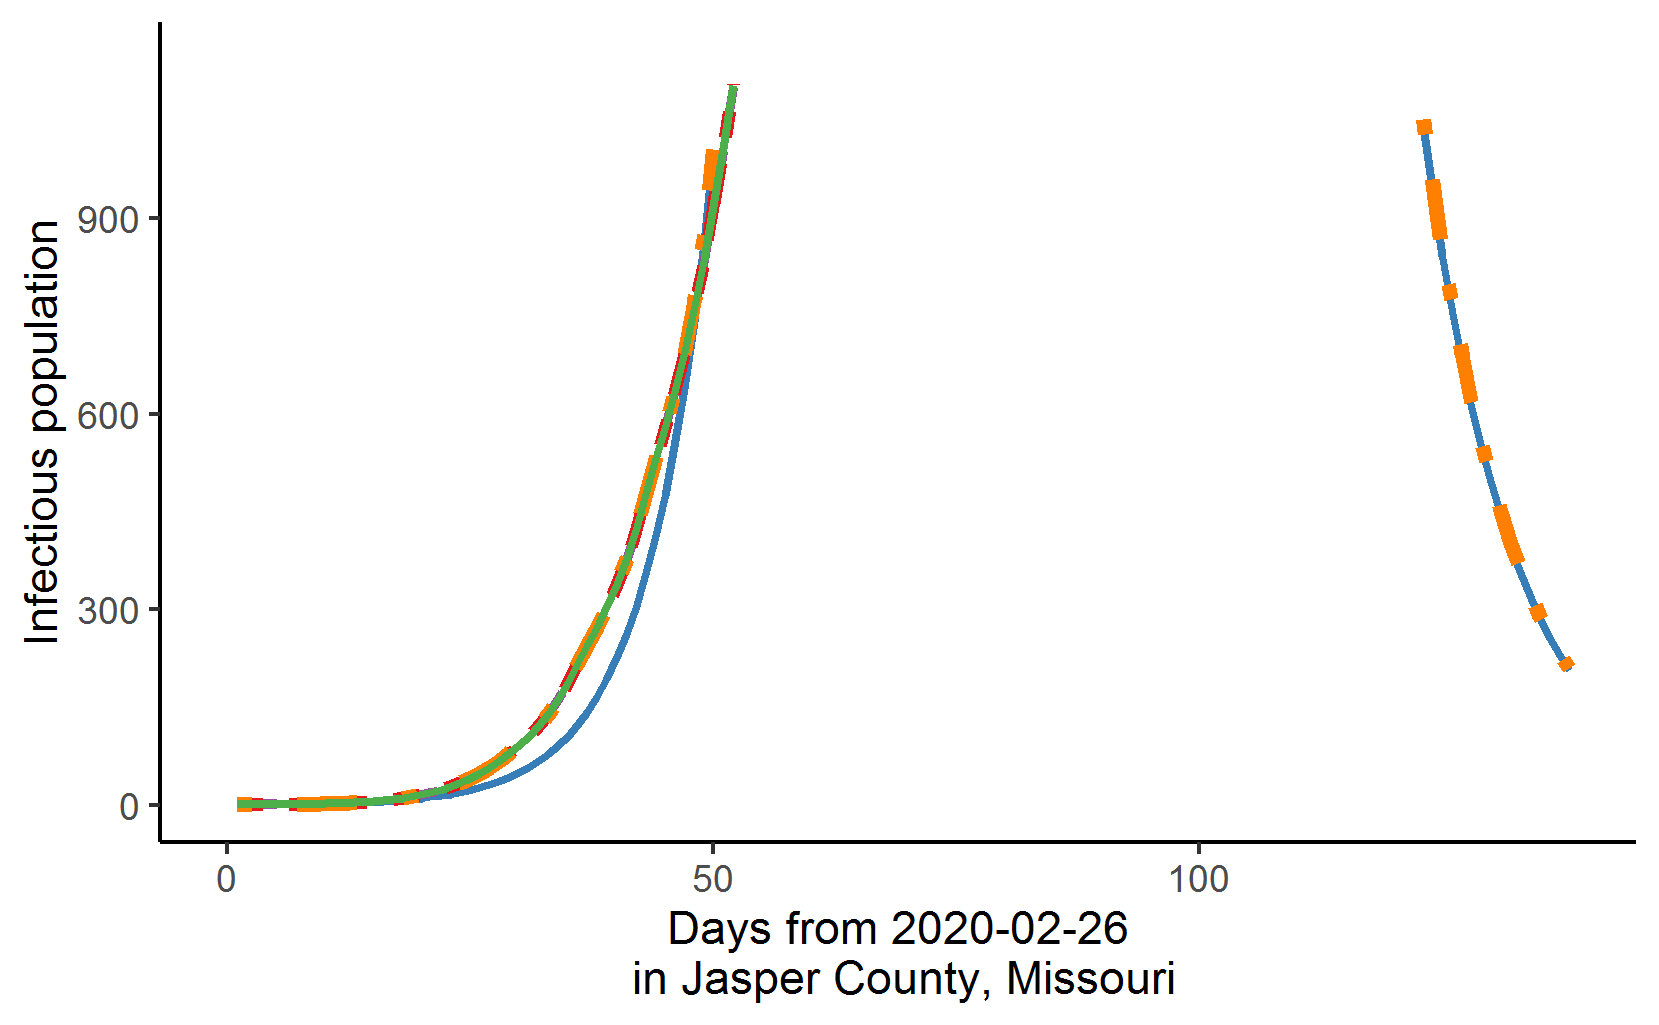 Infectious population
900
600
300
0
0
50
100
Days from 2020-02-26
in Jasper County, Missouri